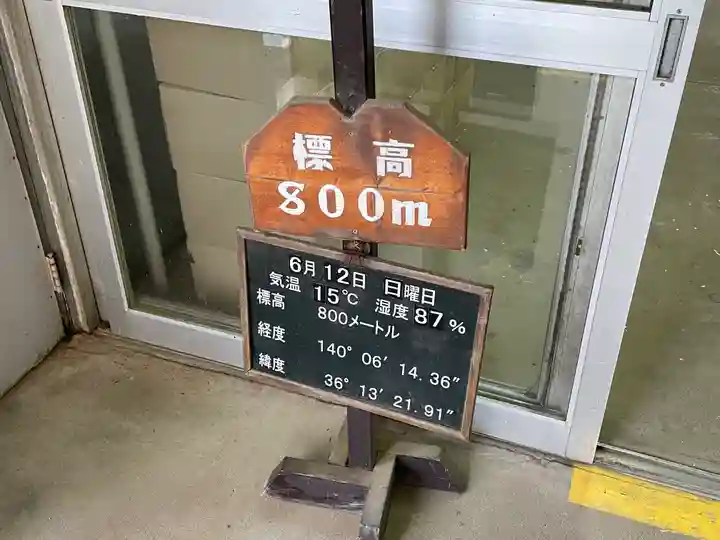 標 高
800m
6月 12日 日曜日
気温 15℃ 湿度 87%
標高 800メートル
経度
140° 06′ 14.36″
緯度
36° 13′ 21.91″